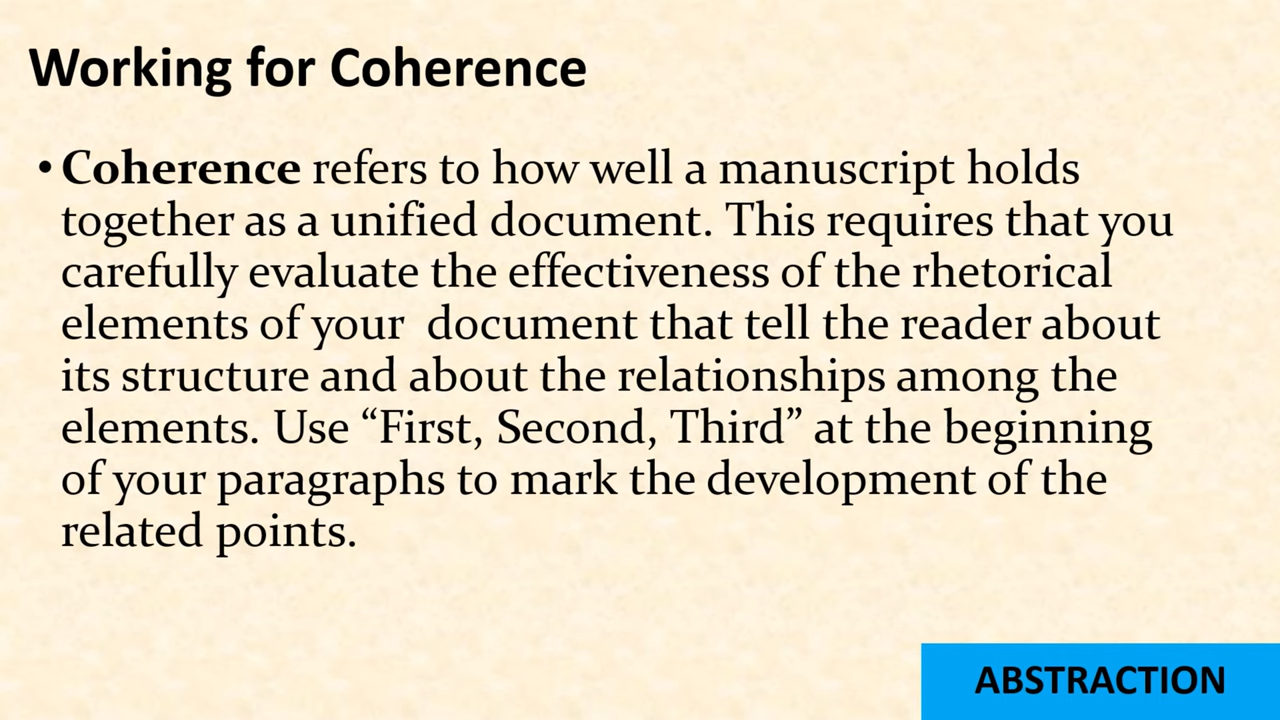 Working for Coherence
• Coherence refers to how well a manuscript holds
together as a unified document. This requires that you
carefully evaluate the effectiveness of the rhetorical
elements of your  document that tell the reader about
its structure and about the relationships among the
elements. Use “First, Second, Third” at the beginning
of your paragraphs to mark the development of the
related points.
ABSTRACTION